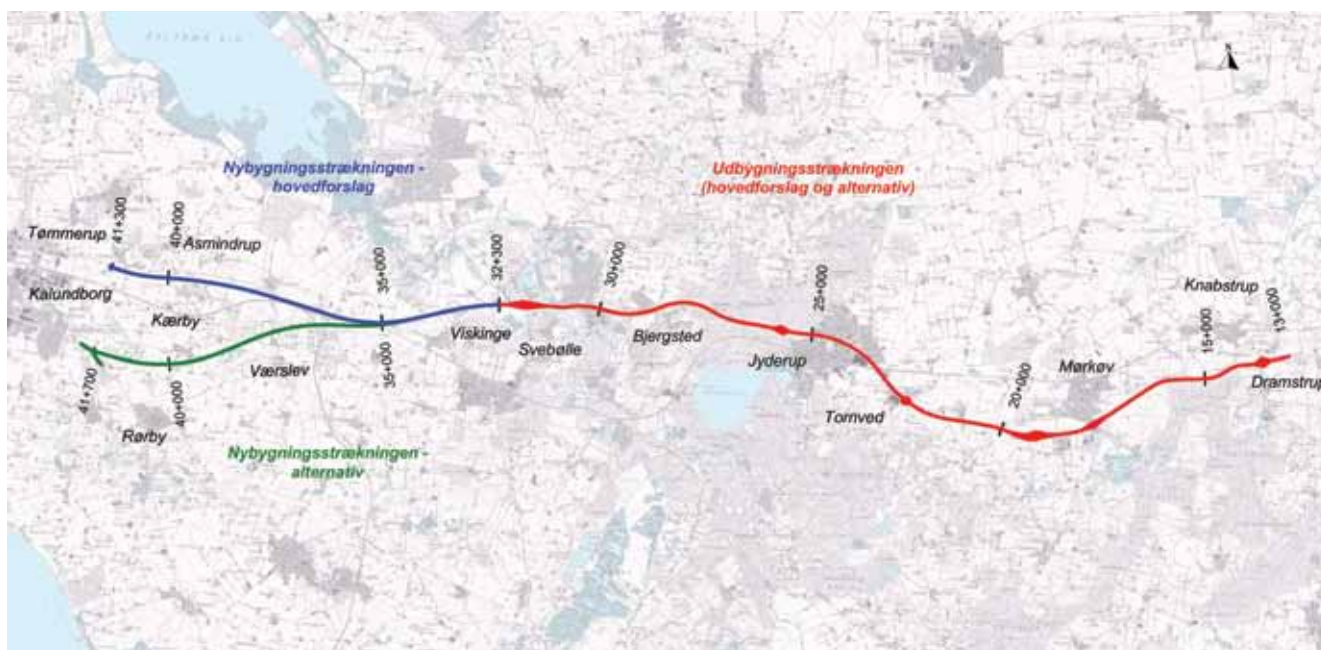 N
Nybygningsstrækningen -
hovedforslag
Udbygningsstrækningen
(hovedforslag og alternativ)
Tømmerup
41+300
40+000
Asmindrup
Kalundborg
Kærby
35+000
32+300
30+000
25+000
Knabstrup
13+000
15+000
Viskinge
Svebølle
Bjergsted
Jyderup
Mørkøv
Dramstrup
Værslev
35+000
41+700
40+000
Rørby
Tornved
20+000
Nybygningsstrækningen -
alternativ